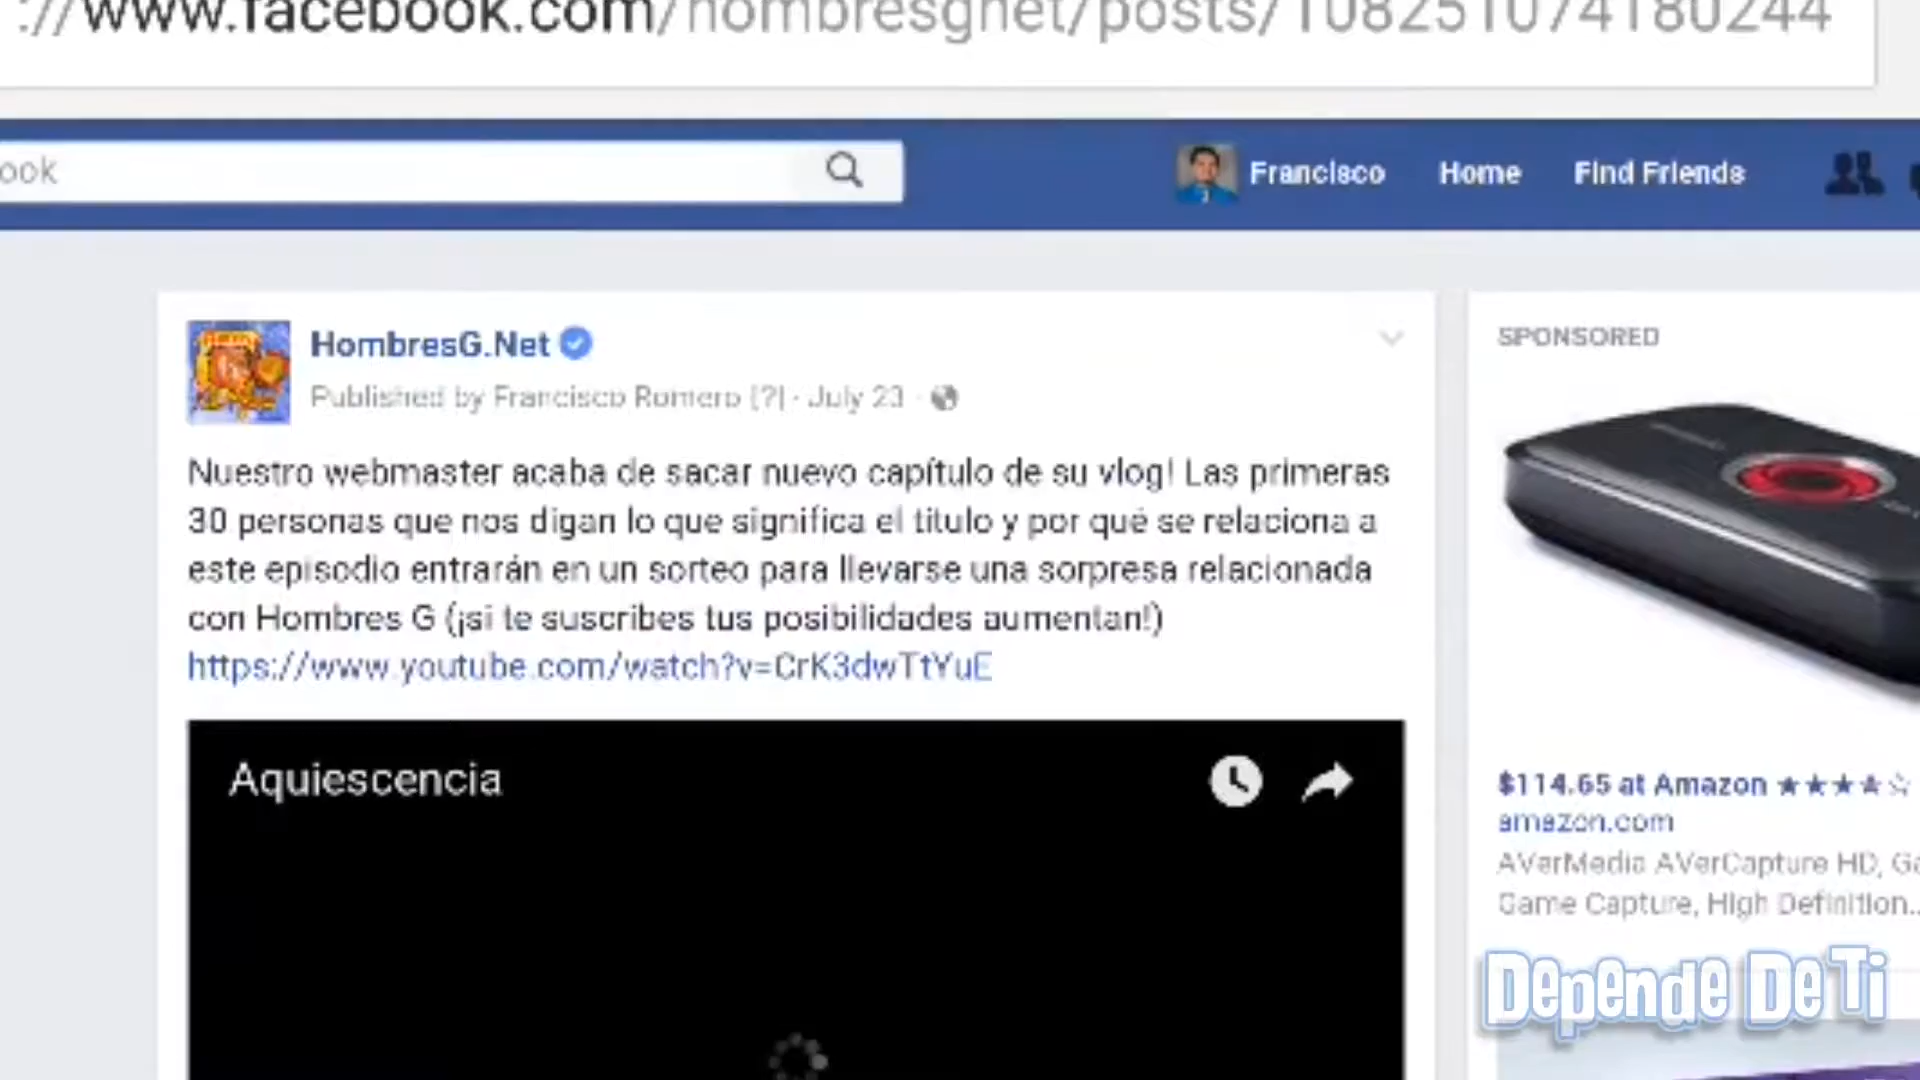 ://www.facebook.com/hombresgnet/posts/108251074180244
ook
Francisco
Home
Find Friends
HombresG.Net
Published by Francisco Romero [?] · July 23 ·
Nuestro webmaster acaba de sacar nuevo capítulo de su vlog! Las primeras
30 personas que nos digan lo que significa el título y por qué se relaciona a
este episodio entrarán en un sorteo para llevarse una sorpresa relacionada
con Hombres G (¡si te suscribes tus posibilidades aumentan!)
https://www.youtube.com/watch?v=CrK3dwTtYuE
Aquiescencia
SPONSORED
$114.65 at Amazon ★★★★☆
amazon.com
AVerMedia AVerCapture HD, Ga
Game Capture, High Definition...
Depende De Ti